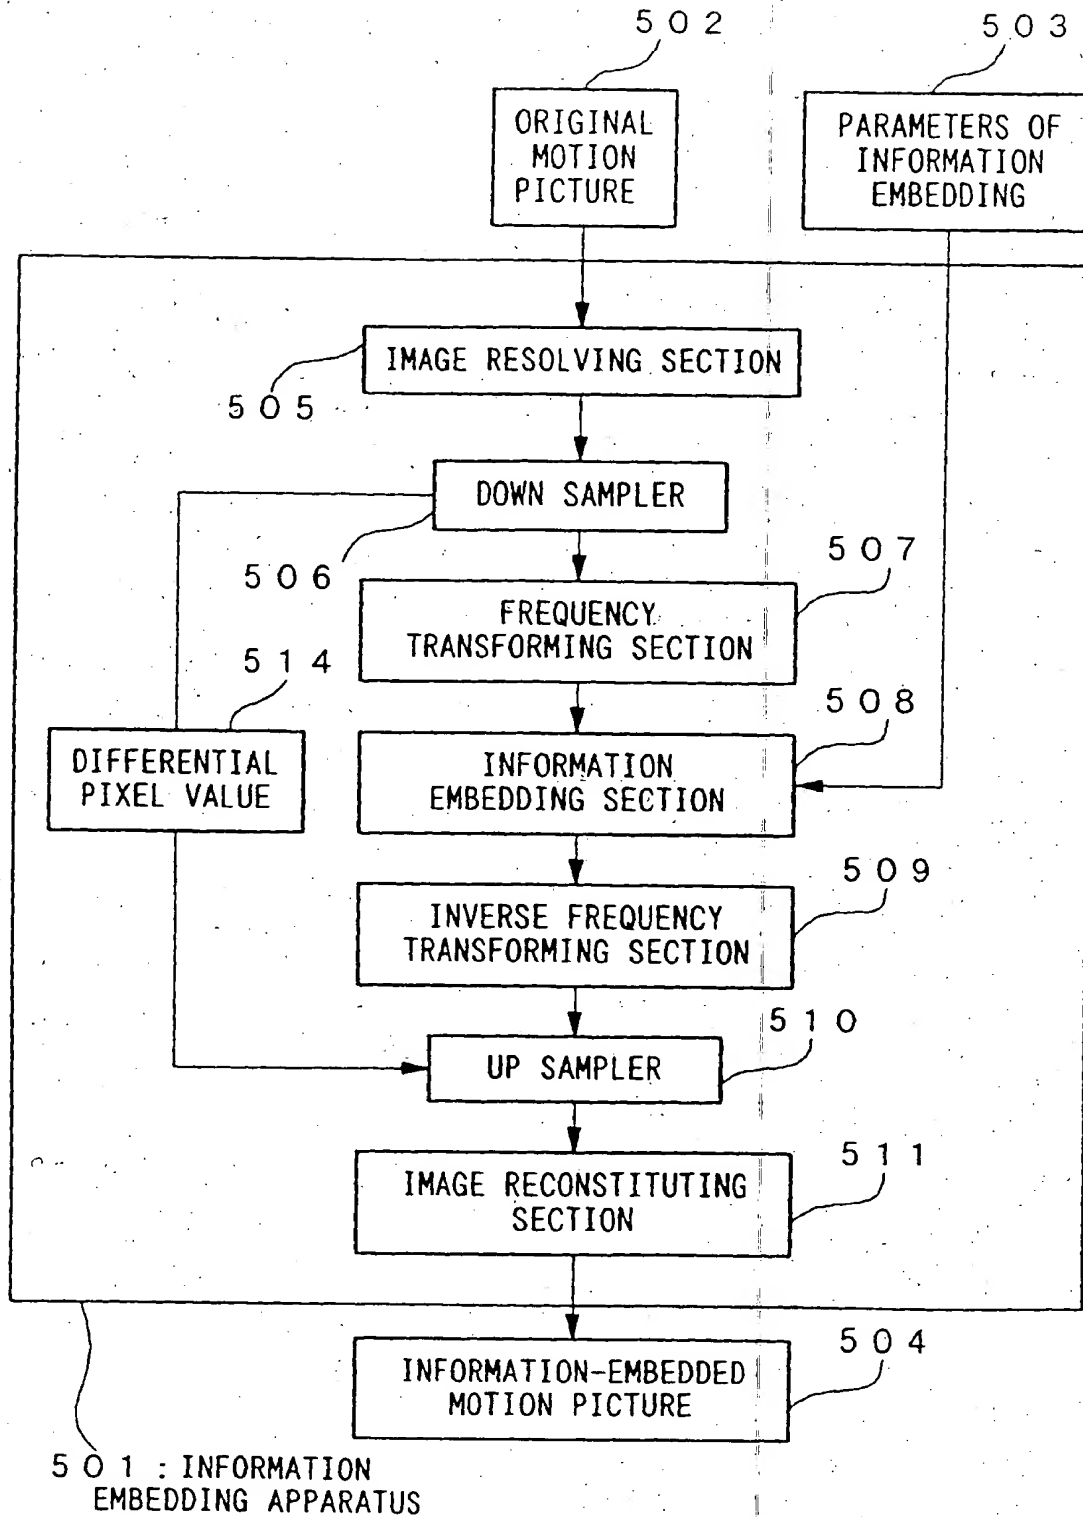 502
503
ORIGINAL
MOTION
PICTURE
PARAMETERS OF
INFORMATION
EMBEDDING
IMAGE RESOLVING SECTION
505
DOWN SAMPLER
506
507
FREQUENCY
TRANSFORMING SECTION
514
508
DIFFERENTIAL
PIXEL VALUE
INFORMATION
EMBEDDING SECTION
509
INVERSE FREQUENCY
TRANSFORMING SECTION
510
UP SAMPLER
511
IMAGE RECONSTITUTING
SECTION
504
INFORMATION-EMBEDDED
MOTION PICTURE
501 : INFORMATION
EMBEDDING APPARATUS